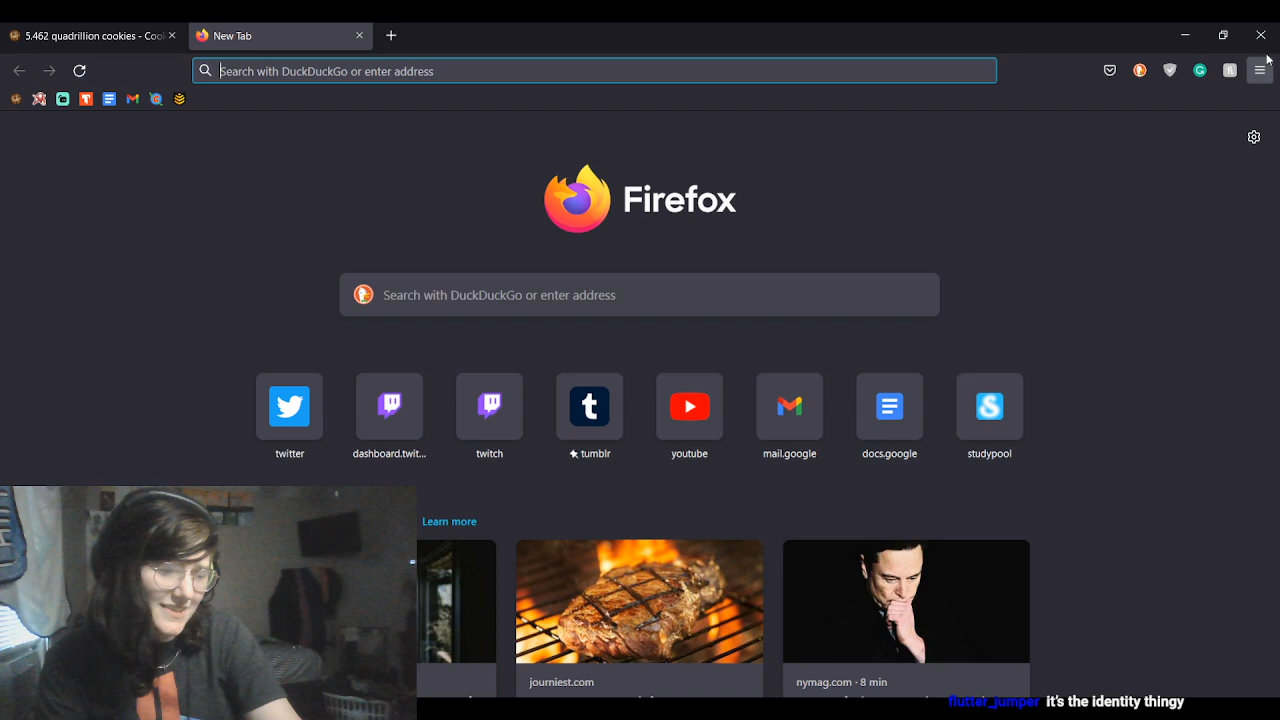 5.462 quadrillion cookies - Cook
New Tab
Search with DuckDuckGo or enter address
Firefox
Search with DuckDuckGo or enter address
twitter
dashboard.twit...
twitch
tumblr
youtube
mail.google
docs.google
studypool
Learn more
journiest.com
nymag.com · 8 min
flutter_jumper it's the identity thingy